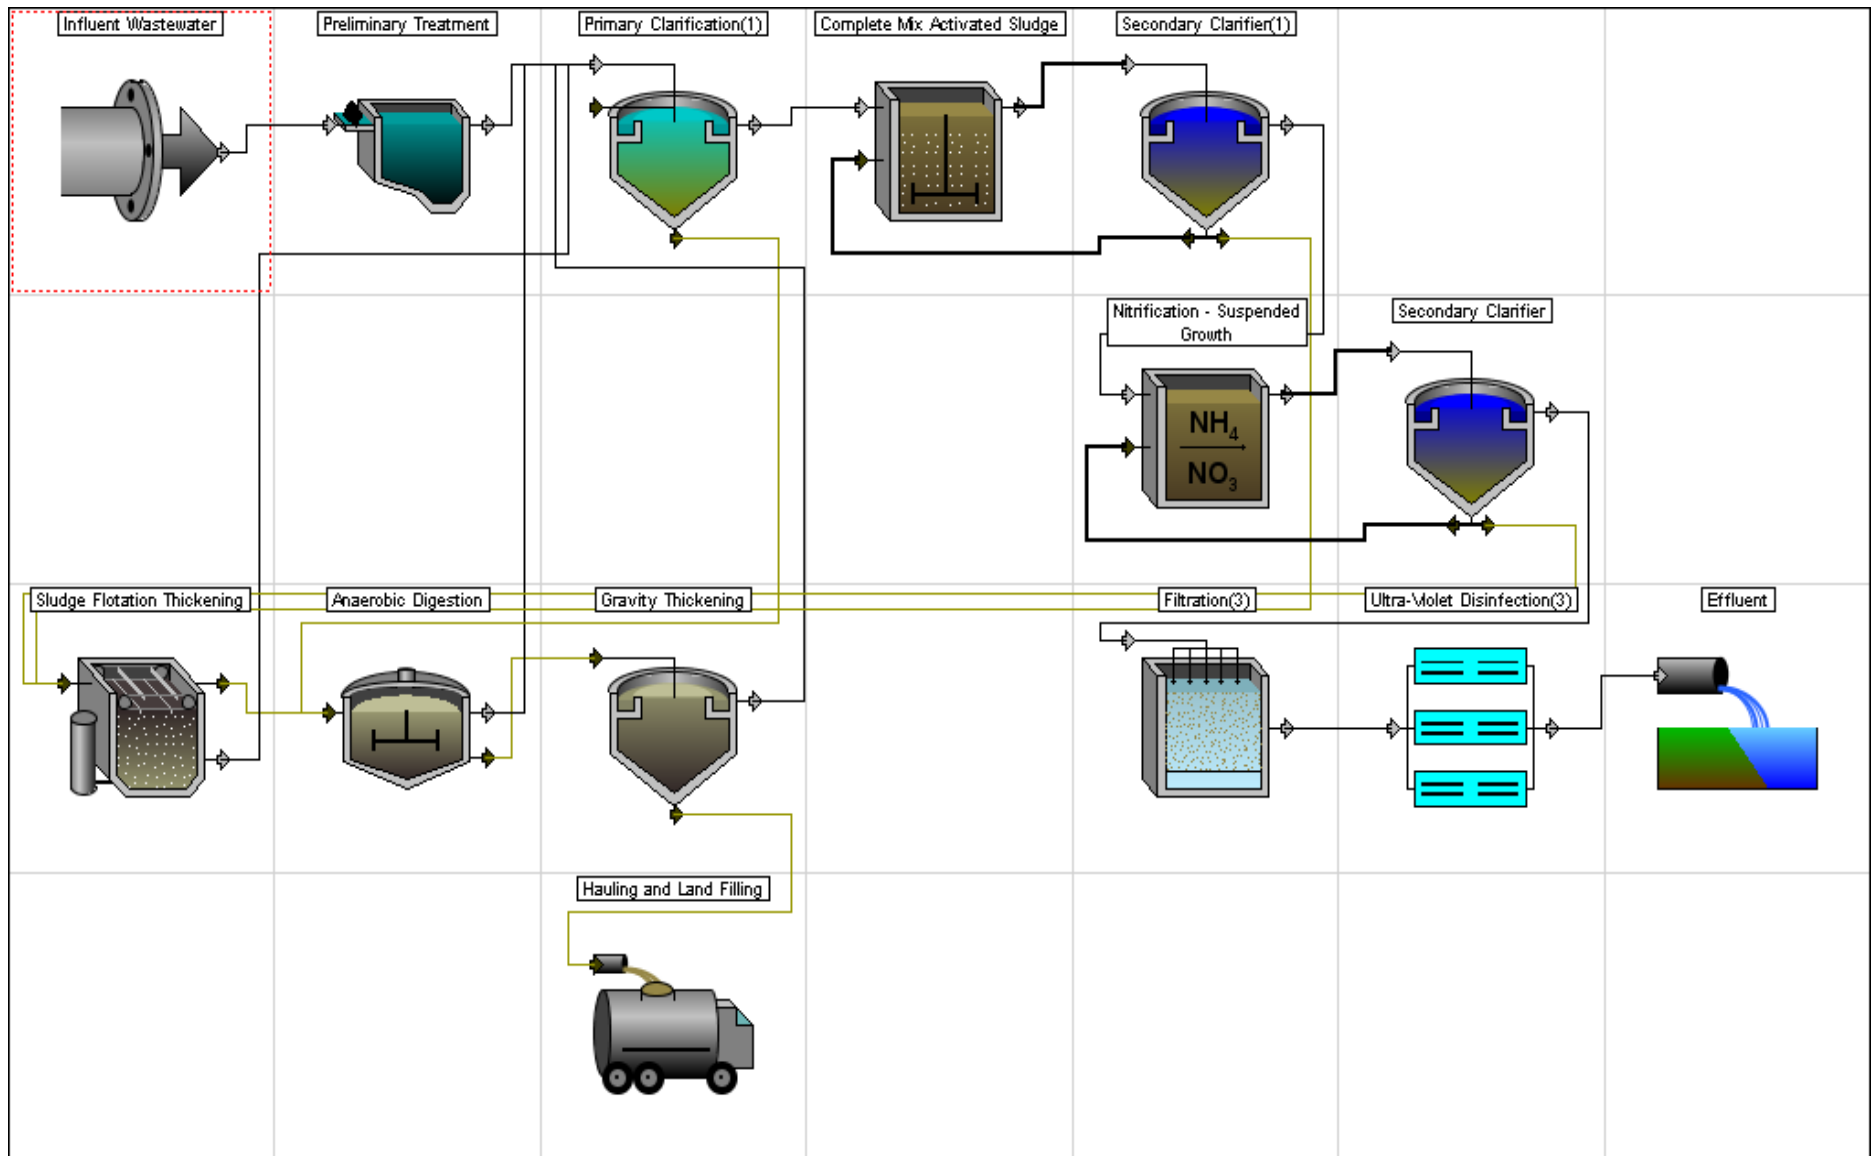 Influent Wastewater
Preliminary Treatment
Primary Clarification(1)
Complete Mix Activated Sludge
Secondary Clarifier(1)
Nitrification - Suspended
Growth
Secondary Clarifier
NH4
NO3
Sludge Flotation Thickening
Anaerobic Digestion
Gravity Thickening
Filtration(3)
Ultra-Violet Disinfection(3)
Effluent
Hauling and Land Filling